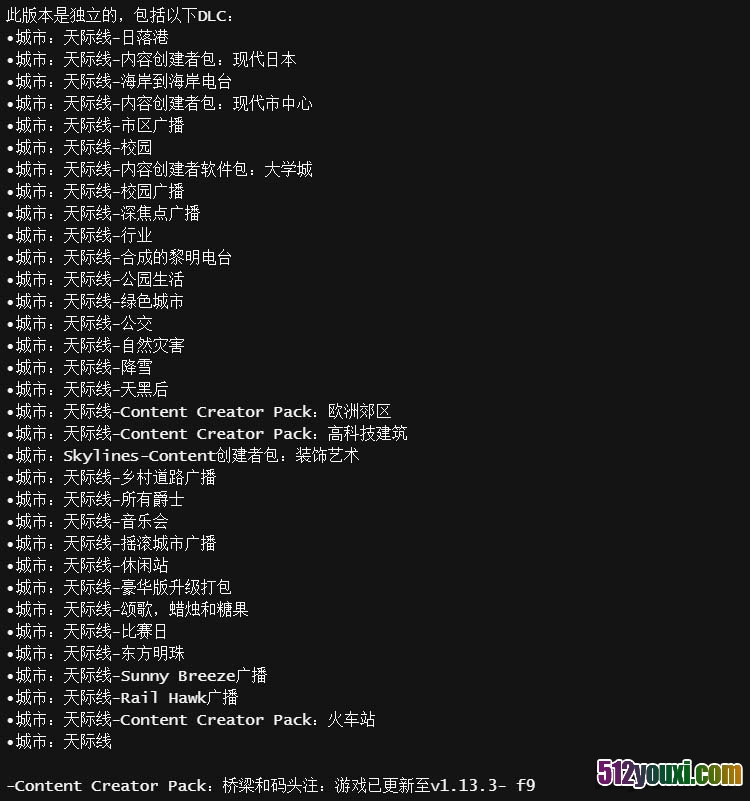 此版本是独立的，包括以下DLC：
•城市：天际线-日落港
•城市：天际线-内容创建者包：现代日本
•城市：天际线-海岸到海岸电台
•城市：天际线-内容创建者包：现代市中心
•城市：天际线-市区广播
•城市：天际线-校园
•城市：天际线-内容创建者软件包：大学城
•城市：天际线-校园广播
•城市：天际线-深焦点广播
•城市：天际线-行业
•城市：天际线-合成的黎明电台
•城市：天际线-公园生活
•城市：天际线-绿色城市
•城市：天际线-公交
•城市：天际线-自然灾害
•城市：天际线-降雪
•城市：天际线-天黑后
•城市：天际线-Content Creator Pack：欧洲郊区
•城市：天际线-Content Creator Pack：高科技建筑
•城市：Skylines-Content创建者包：装饰艺术
•城市：天际线-乡村道路广播
•城市：天际线-所有爵士
•城市：天际线-音乐会
•城市：天际线-摇滚城市广播
•城市：天际线-休闲站
•城市：天际线-豪华版升级打包
•城市：天际线-颂歌，蜡烛和糖果
•城市：天际线-比赛日
•城市：天际线-东方明珠
•城市：天际线-Sunny Breeze广播
•城市：天际线-Rail Hawk广播
•城市：天际线-Content Creator Pack：火车站
•城市：天际线
-Content Creator Pack：桥梁和码头注：游戏已更新至v1.13.3- f9
512youxi.com